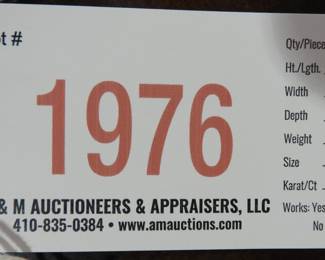 ot #
1976
& M AUCTIONEERS & APPRAISERS, LLC
410-835-0384 • www.amauctions.com
Qty/Piece
Ht./Lgth.
Width
Depth
Weight
Size
Karat/Ct
Works: Yes
No